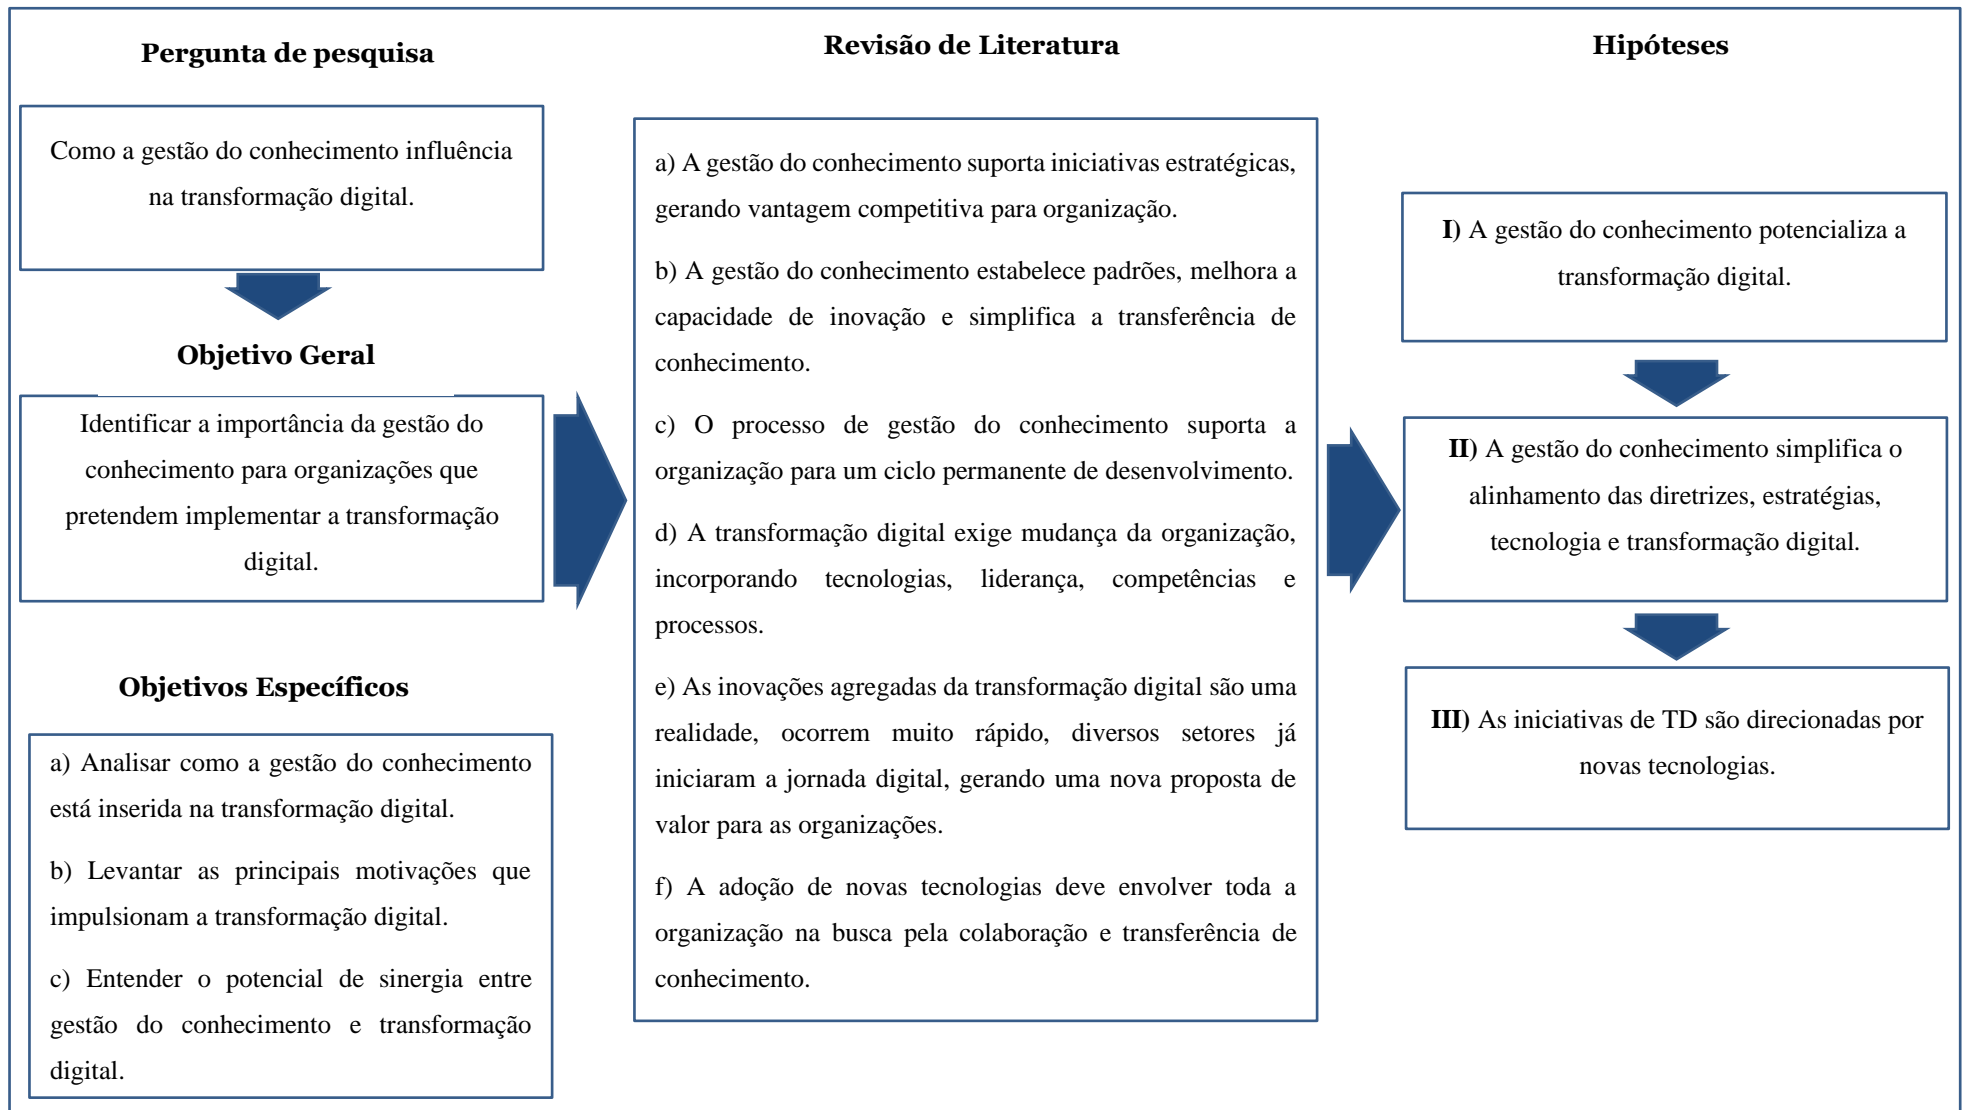 Pergunta de pesquisa
Como a gestão do conhecimento influência
na transformação digital.
Objetivo Geral
Identificar a importância da gestão do
conhecimento para organizações que
pretendem implementar a transformação
digital.
Objetivos Específicos
a) Analisar como a gestão do conhecimento
está inserida na transformação digital.
b) Levantar as principais motivações que
impulsionam a transformação digital.
c) Entender o potencial de sinergia entre
gestão do conhecimento e transformação
digital.
Revisão de Literatura
a) A gestão do conhecimento suporta iniciativas estratégicas,
gerando vantagem competitiva para organização.
b) A gestão do conhecimento estabelece padrões, melhora a
capacidade de inovação e simplifica a transferência de
conhecimento.
c) O processo de gestão do conhecimento suporta a
organização para um ciclo permanente de desenvolvimento.
d) A transformação digital exige mudança da organização,
incorporando tecnologias, liderança, competências e
processos.
e) As inovações agregadas da transformação digital são uma
realidade, ocorrem muito rápido, diversos setores já
iniciaram a jornada digital, gerando uma nova proposta de
valor para as organizações.
f) A adoção de novas tecnologias deve envolver toda a
organização na busca pela colaboração e transferência de
conhecimento.
Hipóteses
I) A gestão do conhecimento potencializa a
transformação digital.
II) A gestão do conhecimento simplifica o
alinhamento das diretrizes, estratégias,
tecnologia e transformação digital.
III) As iniciativas de TD são direcionadas por
novas tecnologias.